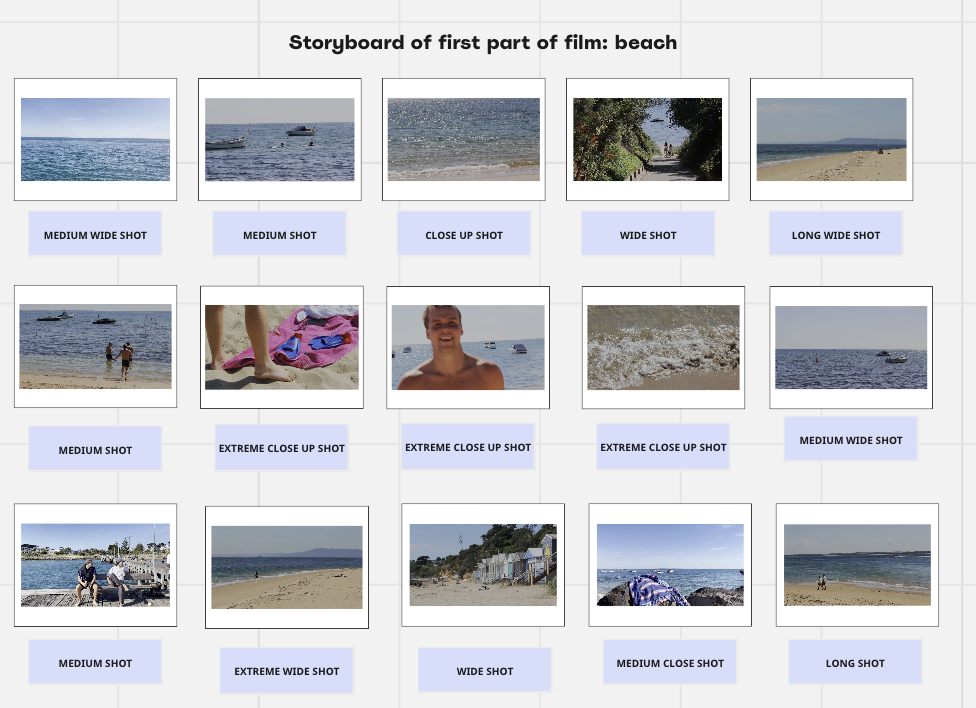 Storyboard of first part of film: beach
MEDIUM WIDE SHOT
MEDIUM SHOT
CLOSE UP SHOT
WIDE SHOT
LONG WIDE SHOT
MEDIUM SHOT
EXTREME CLOSE UP SHOT
EXTREME CLOSE UP SHOT
EXTREME CLOSE UP SHOT
MEDIUM WIDE SHOT
MEDIUM SHOT
EXTREME WIDE SHOT
WIDE SHOT
MEDIUM CLOSE SHOT
LONG SHOT